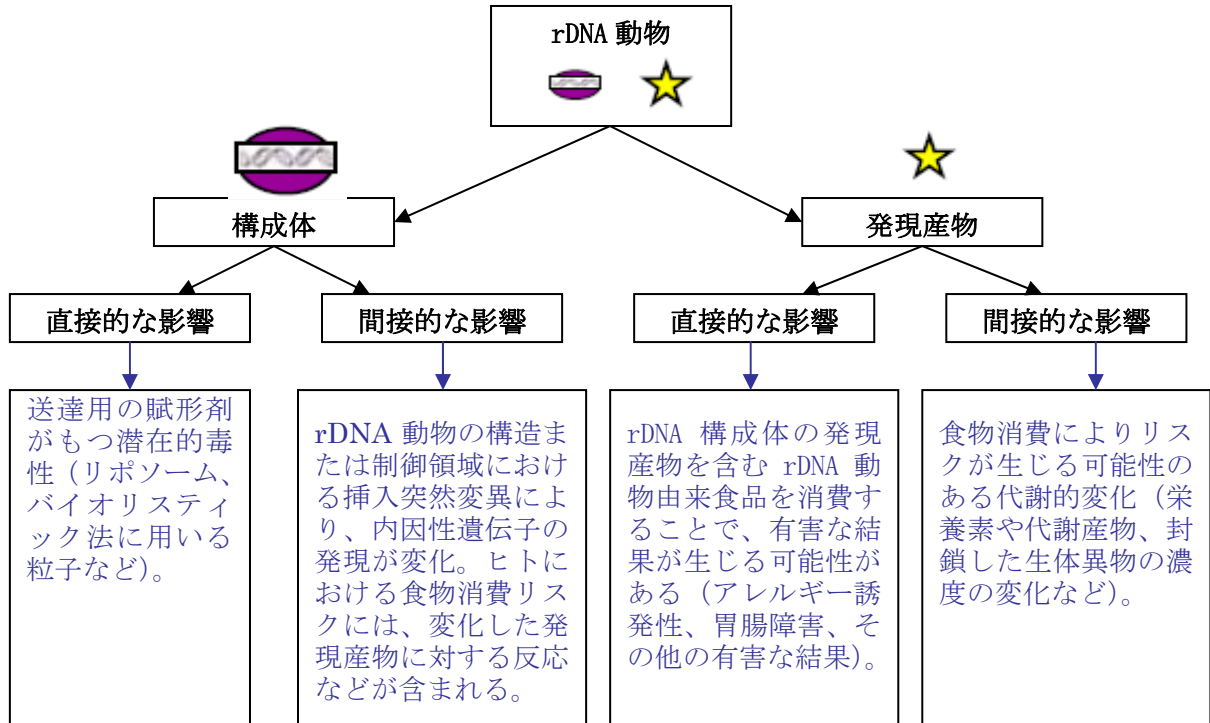 rDNA 動物
構成体
発現産物
直接的な影響
間接的な影響
直接的な影響
間接的な影響
送達用の賦形剤
がもつ潜在的毒
性（リポソーム、
バイオリスティ
ック法に用いる
粒子など）。
rDNA 動物の構造ま
たは制御領域におけ
る挿入突然変異によ
り、内因性遺伝子の
発現が変化。ヒトに
おける食物消費リス
クには、変化した発
現産物に対する反応
などが含まれる。
rDNA 構成体の発現
産物を含む rDNA 動
物由来食品を消費す
ることで、有害な結
果が生じる可能性が
ある（アレルギー誘
発性、胃腸障害、そ
の他の有害な結果）。
食物消費によりリス
クが生じる可能性の
ある代謝的変化（栄
養素や代謝産物、封
鎖した生体異物の濃
度の変化など）。